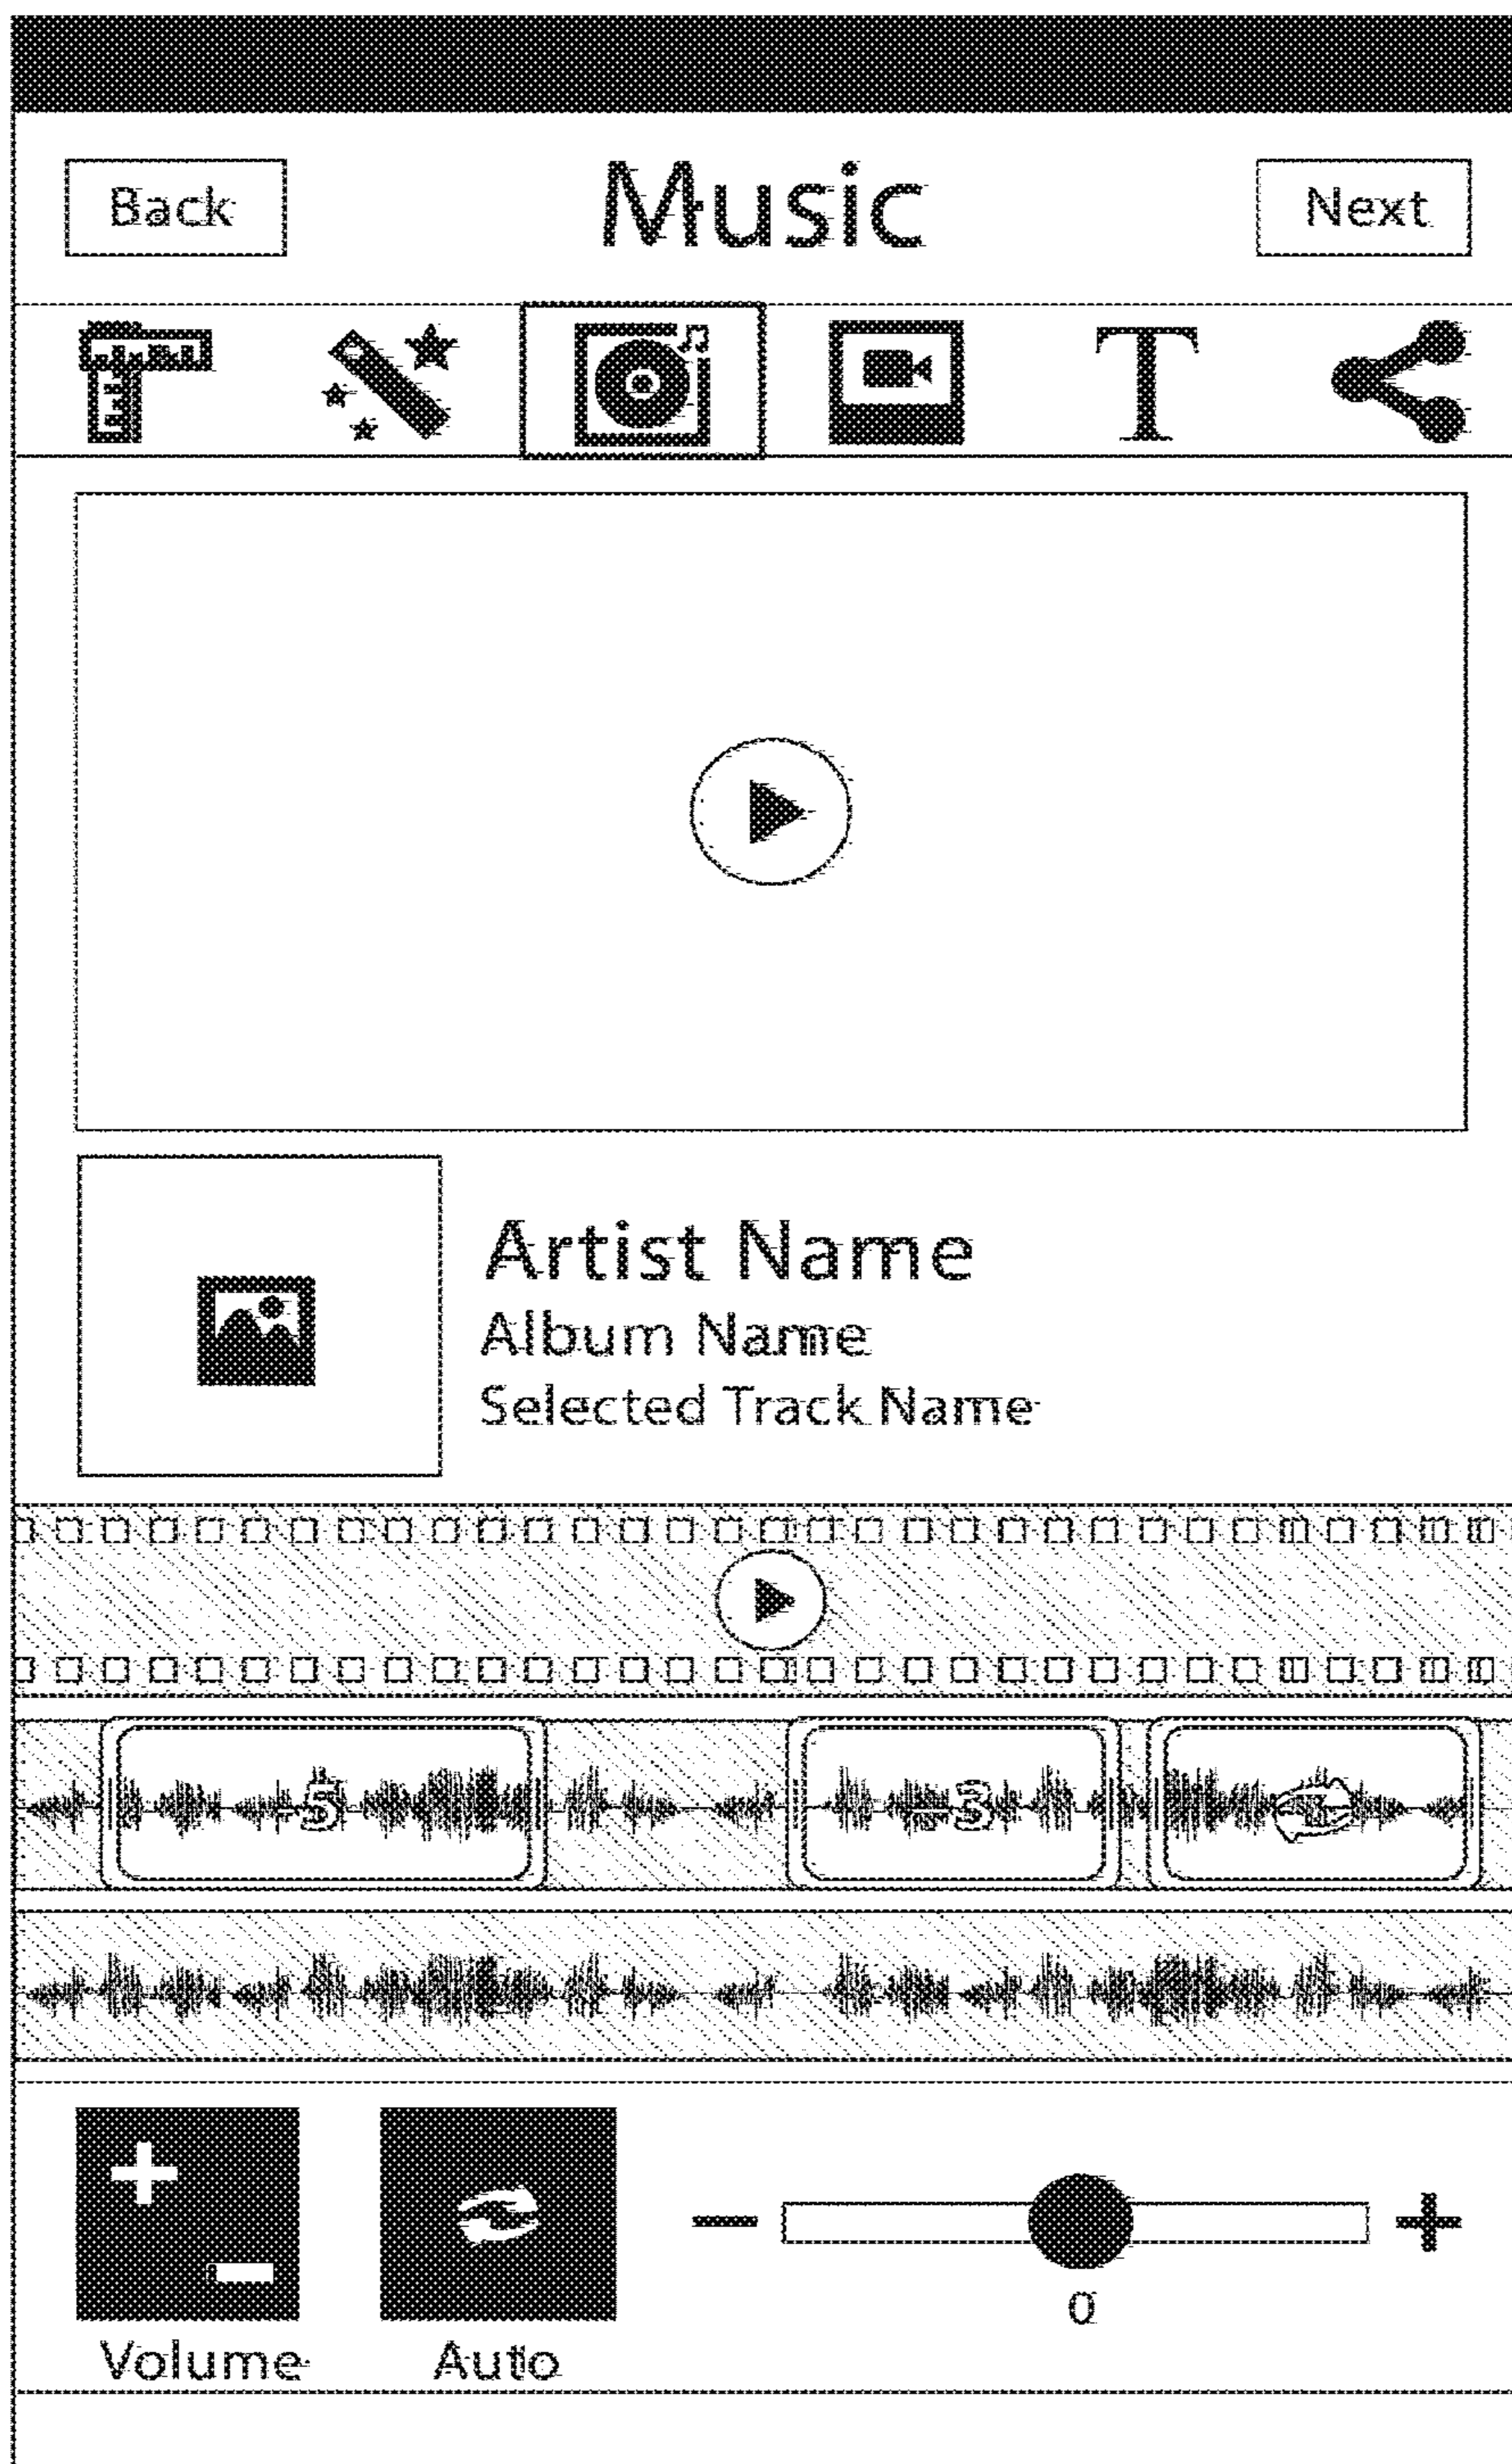 Back Music Next
T
Artist Name
Album Name
Selected Track Name
-5 -3
0
Volume Auto